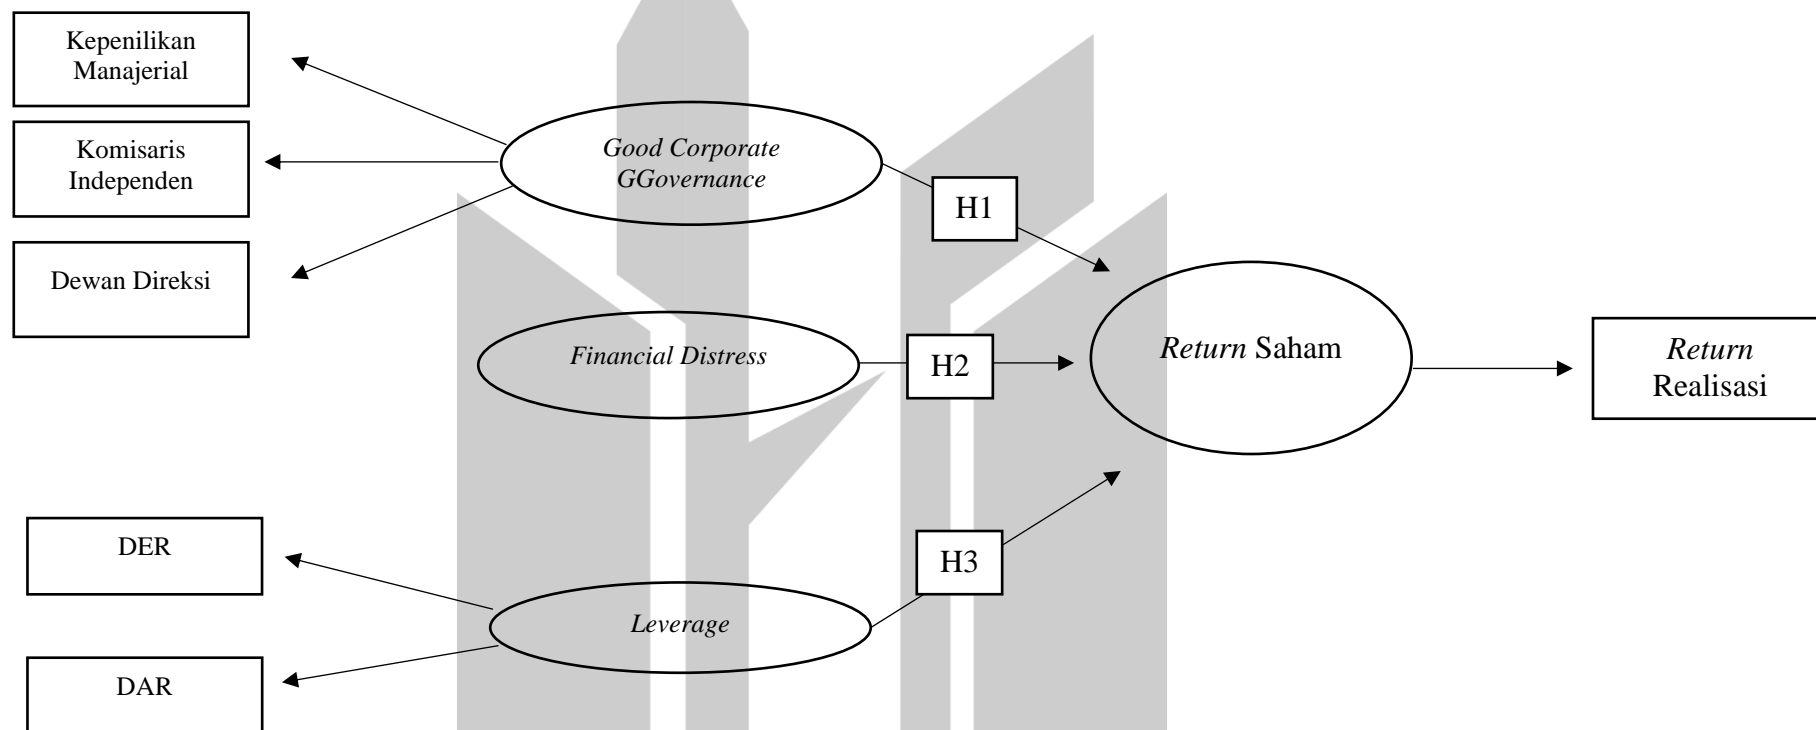 Kepenilikan
Manajerial
Komisaris
Independen
Dewan Direksi
Good Corporate
GGovernance
H1
Financial Distress
H2
Return Saham
Return
Realisasi
DER
H3
Leverage
DAR